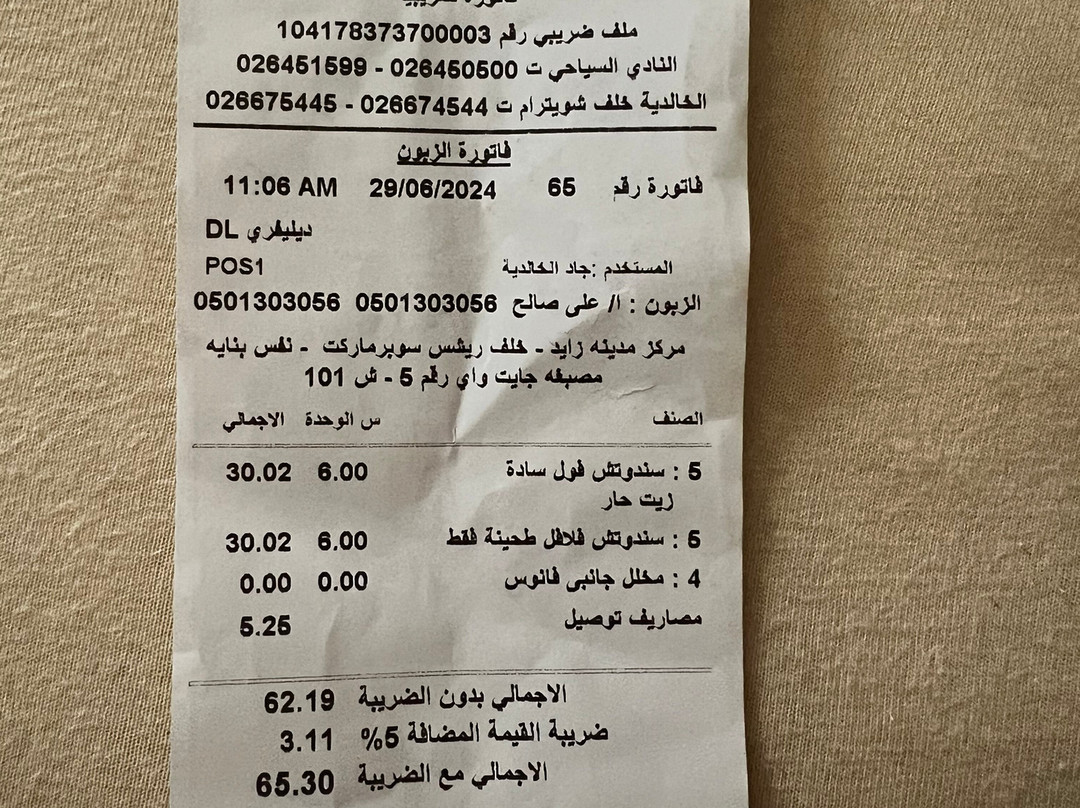 ملف ضريبي رقم 104178373700003
النادي السياحي ت 026450500 - 026451599
الخالدية خلف شويترام ت 026674544 - 026675445
فاتورة الزبون
فاتورة رقم 65 29/06/2024 11:06 AM
ديليفري DL
المستخدم :جاد الخالدية POS1
الزبون : ا/ على صالح 0501303056 0501303056
مركز مدينه زايد - خلف ريتشس سوبرماركت - نفس بنايه
مصبغه جايت واي رقم 5 - ش 101
الصنف س الوحدة الاجمالي
5 : سندوتش فول سادة 6.00 30.02
زيت حار
5 : سندوتش فلافل طحينة فقط 6.00 30.02
4 : مخلل جانبى فانوس 0.00 0.00
مصاريف توصيل 5.25
الاجمالي بدون الضريبة 62.19
ضريبة القيمة المضافة 5% 3.11
الاجمالي مع الضريبة 65.30